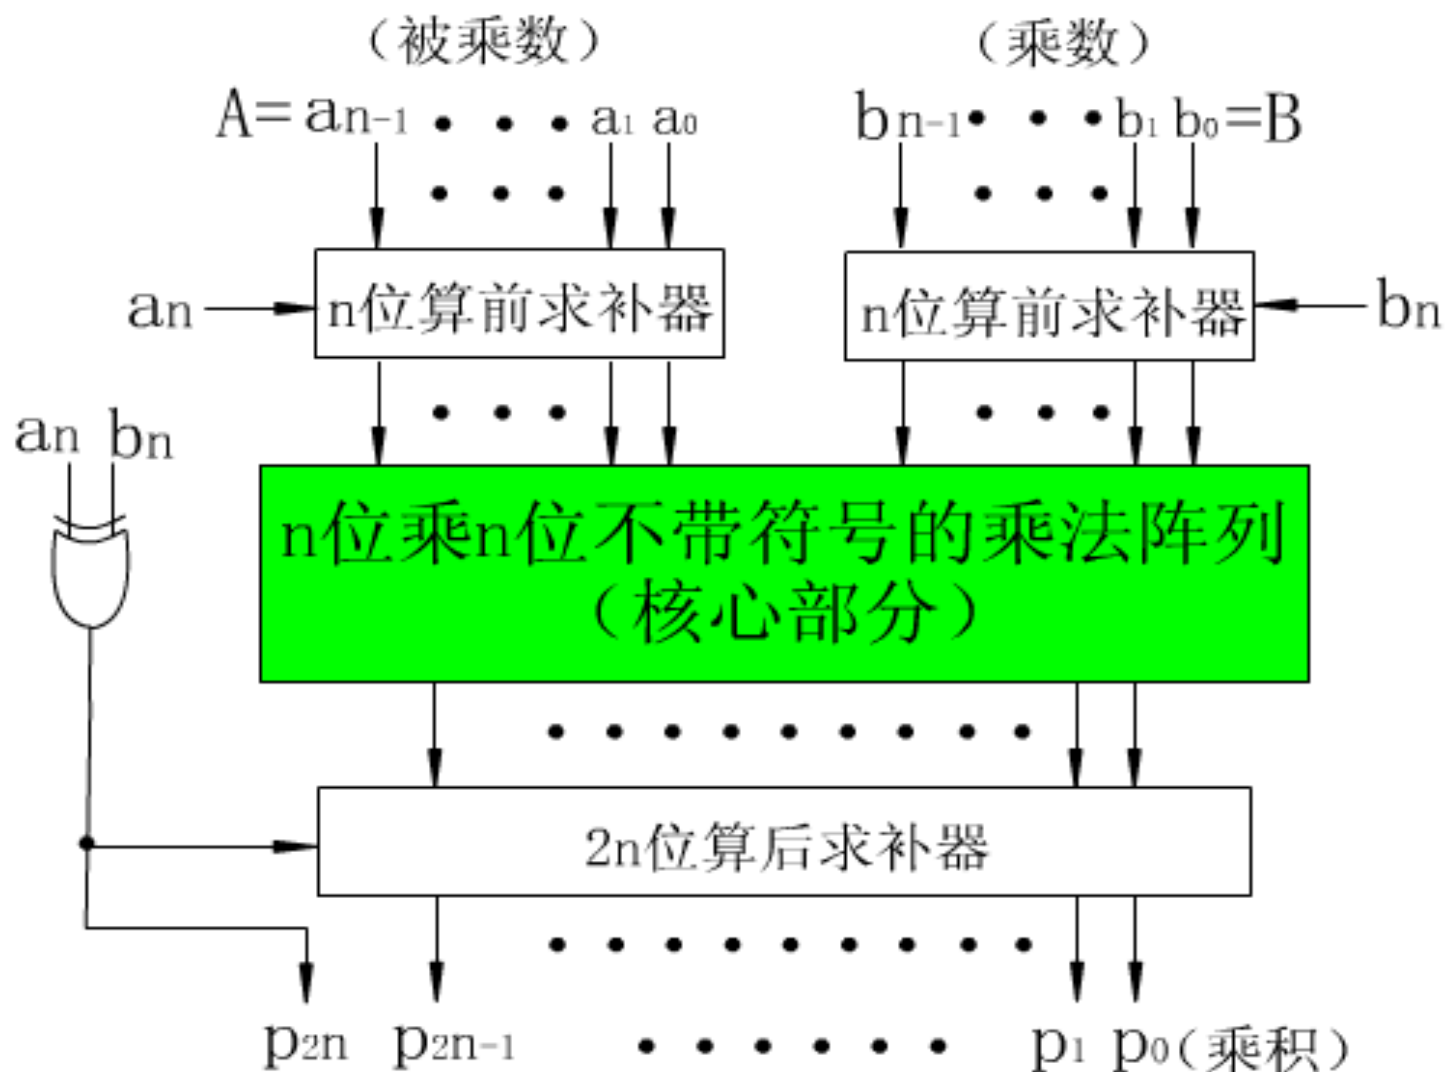 (被乘数) (乘数)
A=an-1 • • • a1 a0 bn-1 • • • b1 b0=B
an n位算前求补器 n位算前求补器 bn
an bn
n位乘n位不带符号的乘法阵列
(核心部分)
2n位算后求补器
p2n p2n-1 • • • • • • p1 p0(乘积)